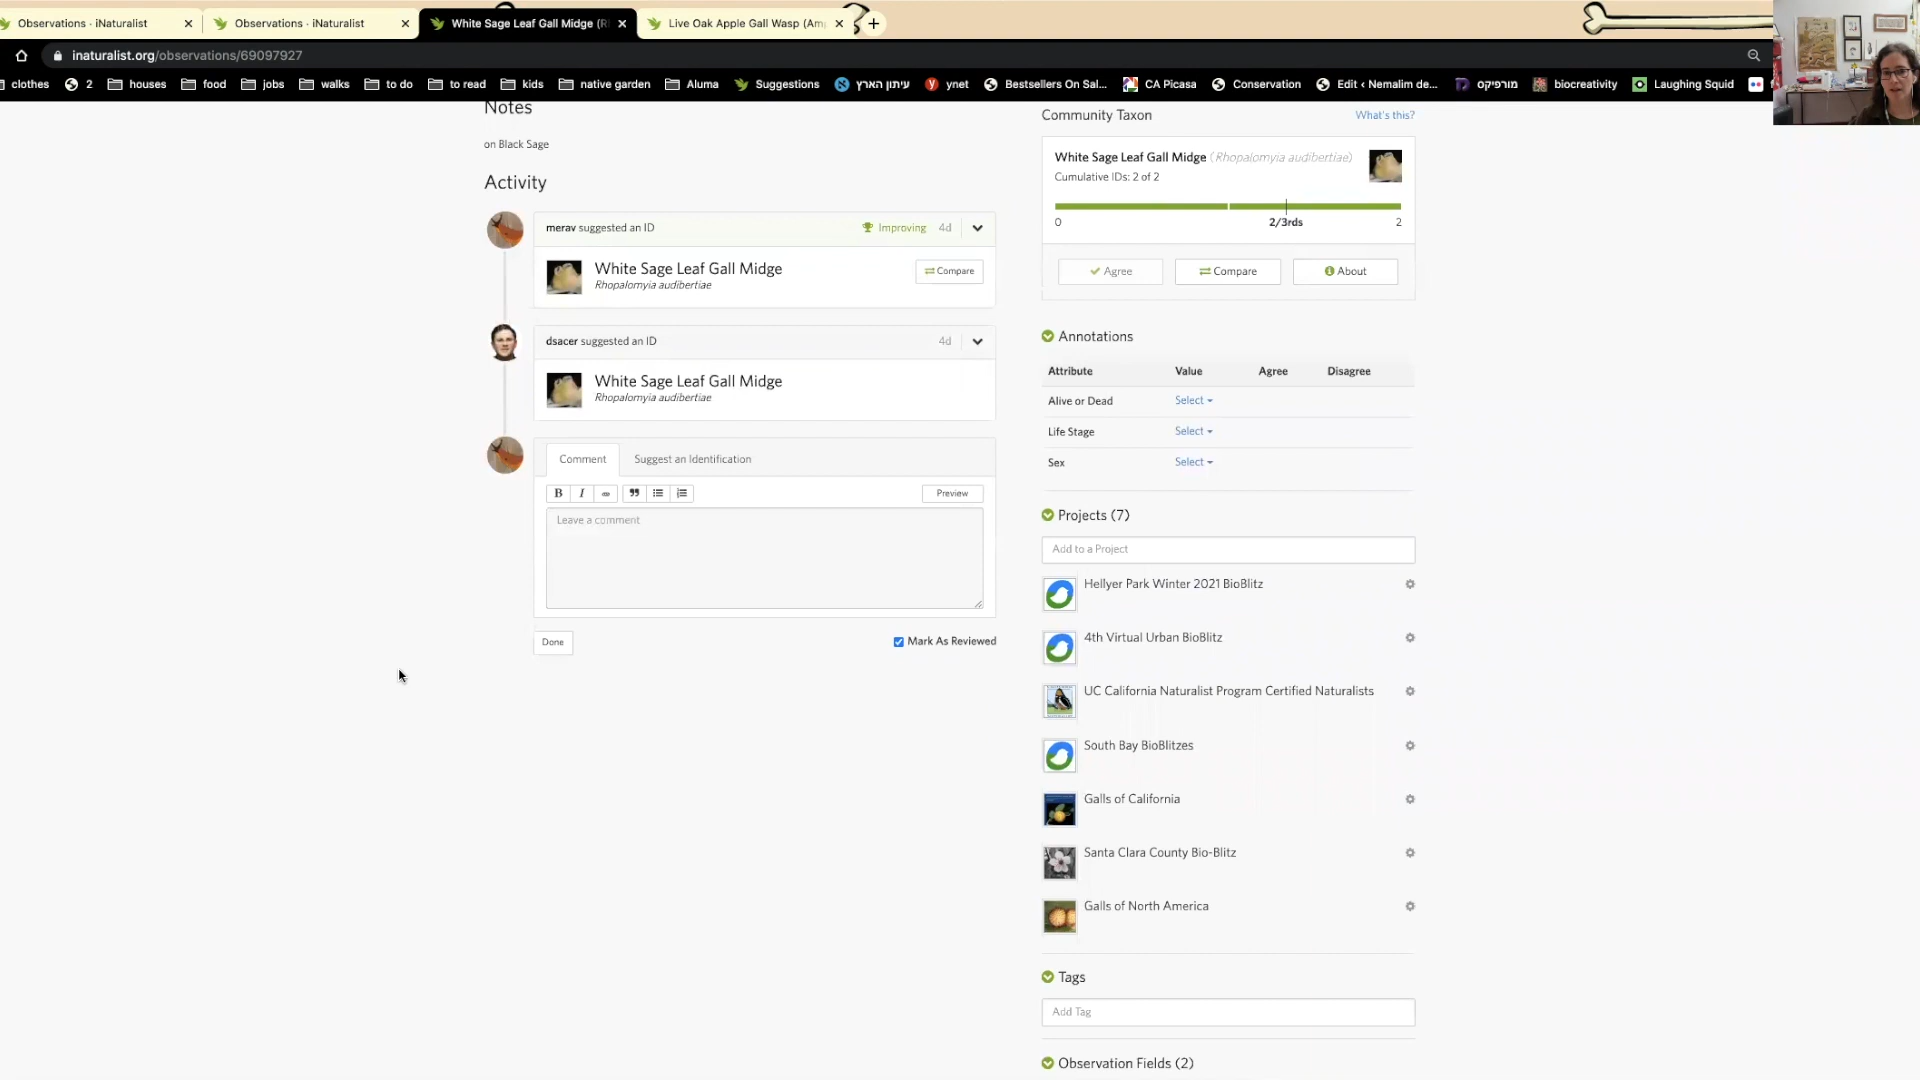 Observations · iNaturalist
Observations · iNaturalist
White Sage Leaf Gall Midge (R
Live Oak Apple Gall Wasp (Am
inaturalist.org/observations/69097927
clothes
2
houses
food
jobs
walks
to do
to read
kids
native garden
Aluma
Suggestions
עיתון הארץ
ynet
Bestsellers On Sal...
CA Picasa
Conservation
Edit ‹ Nemalim de...
מורפיקס
biocreativity
Laughing Squid
Notes
on Black Sage
Activity
merav suggested an ID
Improving
4d
White Sage Leaf Gall Midge
Rhopalomyia audibertiae
Compare
dsacer suggested an ID
4d
White Sage Leaf Gall Midge
Rhopalomyia audibertiae
Comment
Suggest an Identification
B I
Preview
Leave a comment
Done
Mark As Reviewed
Community Taxon
What's this?
White Sage Leaf Gall Midge (Rhopalomyia audibertiae)
Cumulative IDs: 2 of 2
0
2/3rds
2
Agree
Compare
About
Annotations
Attribute Value Agree Disagree
Alive or Dead Select
Life Stage Select
Sex Select
Projects (7)
Add to a Project
Hellyer Park Winter 2021 BioBlitz
4th Virtual Urban BioBlitz
UC California Naturalist Program Certified Naturalists
South Bay BioBlitzes
Galls of California
Santa Clara County Bio-Blitz
Galls of North America
Tags
Add Tag
Observation Fields (2)